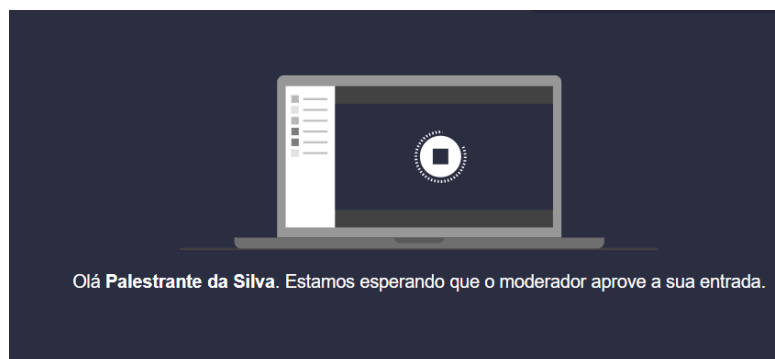 Olá Palestrante da Silva. Estamos esperando que o moderador aprove a sua entrada.